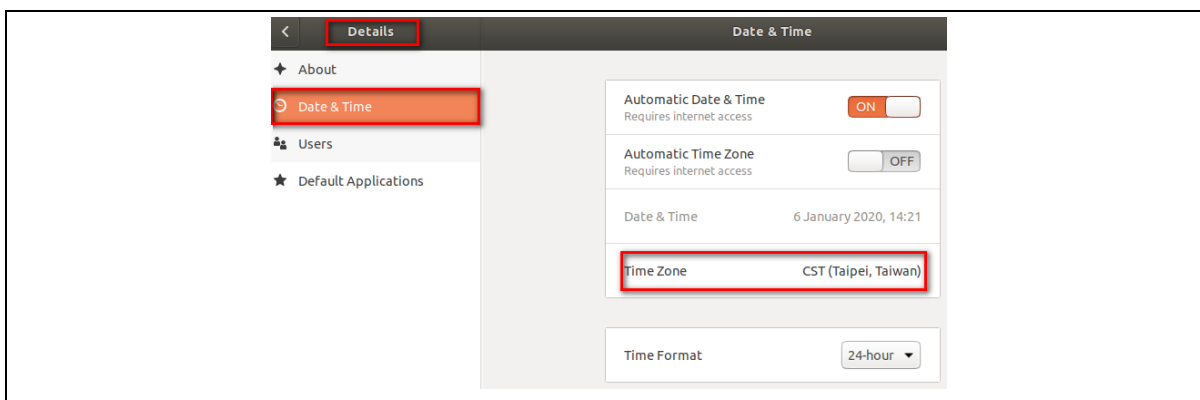 Details
Date & Time
About
Date & Time
Users
Default Applications
Automatic Date & Time
ON
Requires internet access
Automatic Time Zone
OFF
Requires internet access
Date & Time 6 January 2020, 14:21
Time Zone CST (Taipei, Taiwan)
Time Format 24-hour